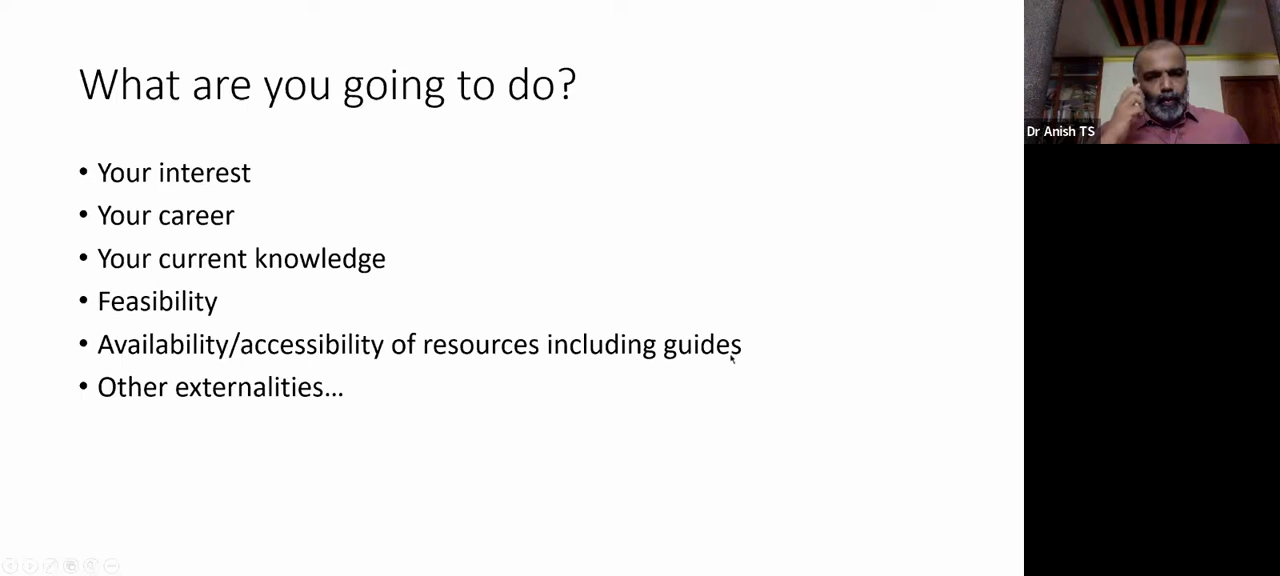 What are you going to do?
• Your interest
• Your career
• Your current knowledge
• Feasibility
• Availability/accessibility of resources including guides
• Other externalities...
Dr Anish TS